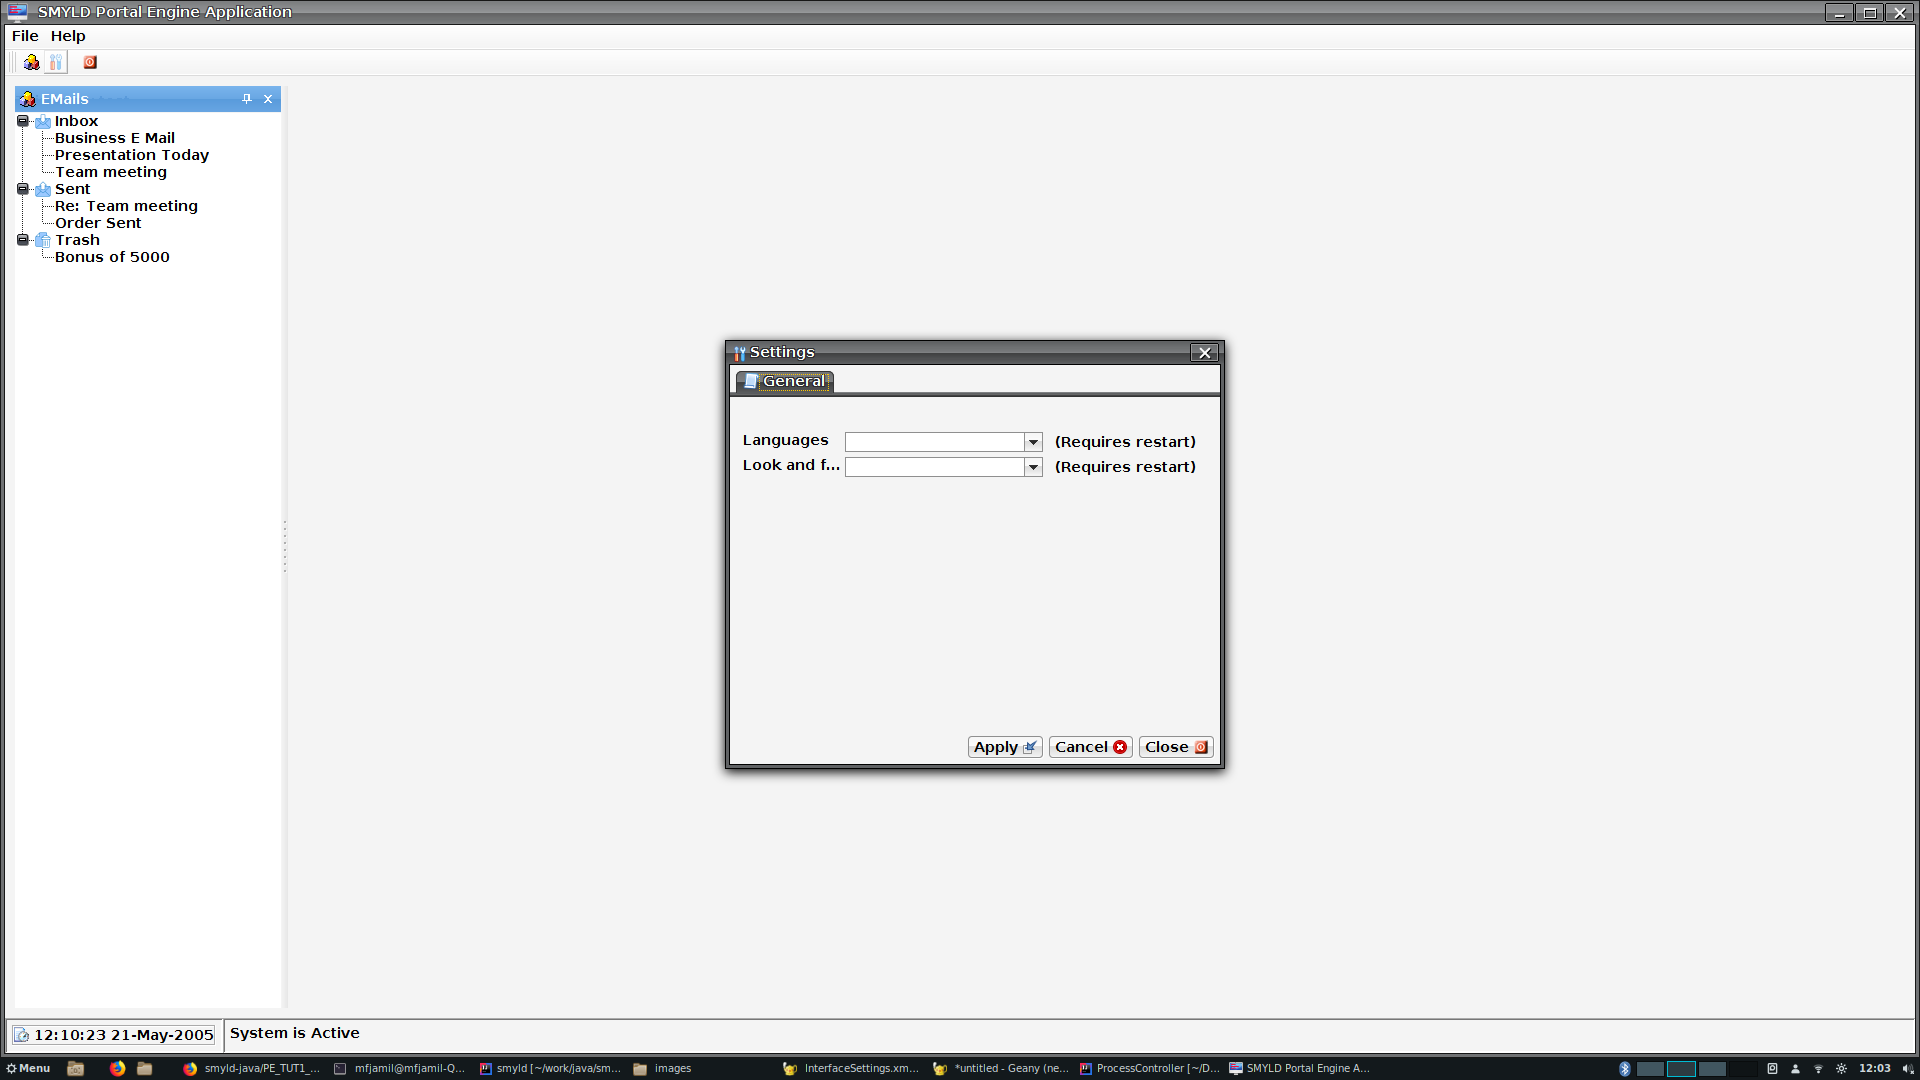 SMYLD Portal Engine Application
File Help
EMails
Inbox
Business E Mail
Presentation Today
Team meeting
Sent
Re: Team meeting
Order Sent
Trash
Bonus of 5000
Settings
General
Languages (Requires restart)
Look and f... (Requires restart)
Apply Cancel Close
12:10:23 21-May-2005 System is Active
Menu smyld-java/PE_TUT1_... mfjamil@mfjamil-Q... smyld [~/work/java/sm... images InterfaceSettings.xm... *untitled - Geany (ne... ProcessController [~/D... SMYLD Portal Engine A... 12:03